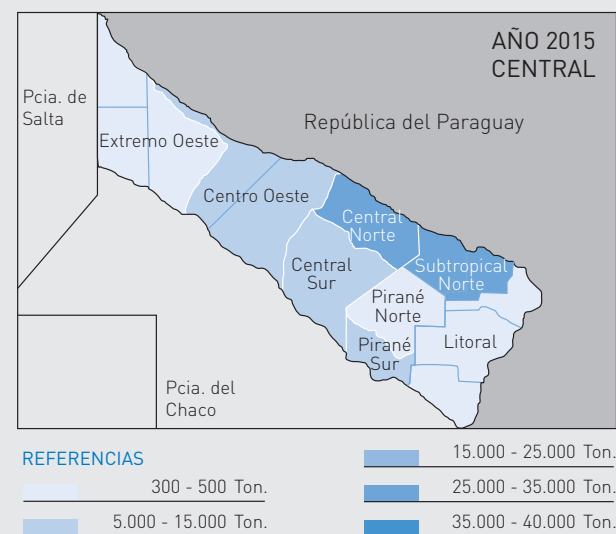 AÑO 2015
CENTRAL
Pcia. de
Salta
República del Paraguay
Extremo Oeste
Centro Oeste
Central
Norte
Subtropical
Norte
Central
Sur
Pirané
Norte
Litoral
Pirané
Sur
Pcia. del
Chaco
REFERENCIAS
300 - 500 Ton.
5.000 - 15.000 Ton.
15.000 - 25.000 Ton.
25.000 - 35.000 Ton.
35.000 - 40.000 Ton.